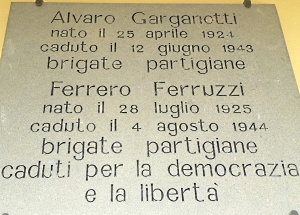 Alvaro Garganotti
nato il 25 aprile 1924
caduto il 12 giugno 1943
brigate partigiane
Ferrero Ferruzzi
nato il 28 luglio 1925
caduto il 4 agosto 1944
brigate partigiane
caduti per la democrazia
e la libertà